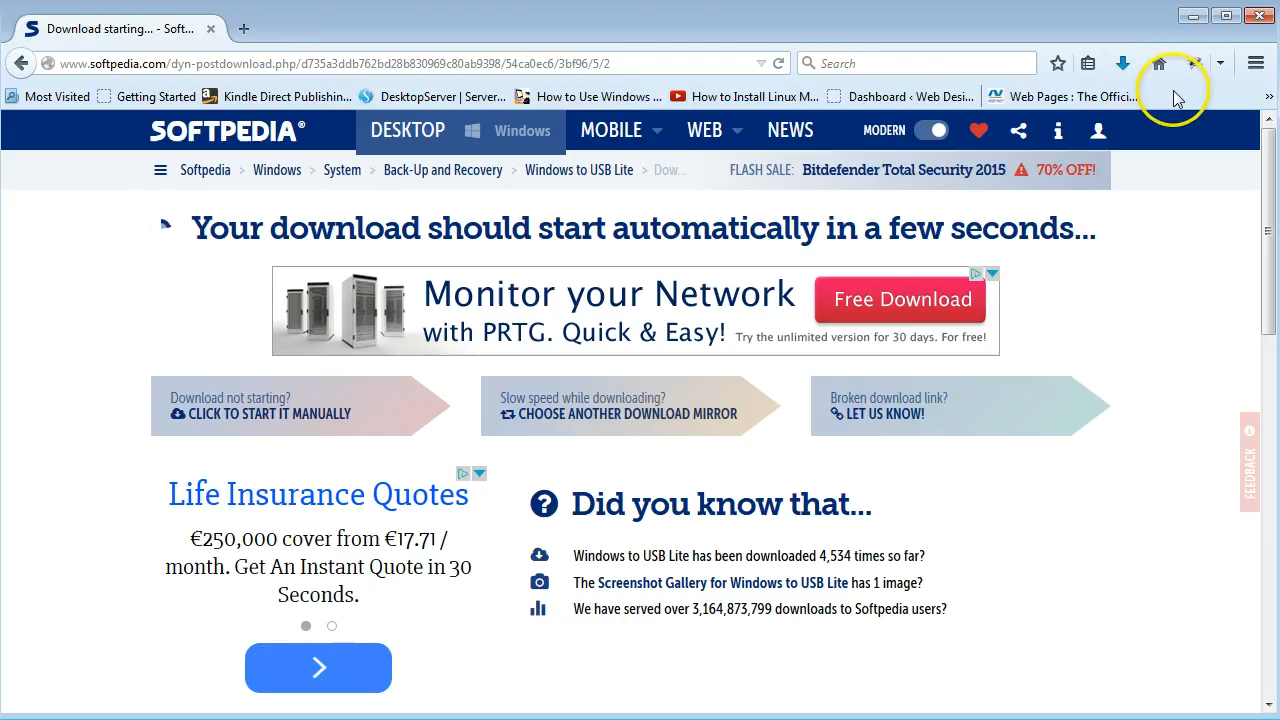 Download starting... - Soft...
www.softpedia.com/dyn-postdownload.php/d735a3ddb762bd28b830969c80dd9398/54ca0ec6/3bf96/5/2
Search
Most Visited
Getting Started
Kindle Direct Publishin...
DesktopServer | Server...
How to Use Windows ...
How to Install Linux M...
Dashboard ‹ Web Desi...
Web Pages : The Offici...
SOFTPEDIA®
DESKTOP
Windows
MOBILE
WEB
NEWS
MODERN
Softpedia > Windows > System > Back-Up and Recovery > Windows to USB Lite > Dow...
FLASH SALE: Bitdefender Total Security 2015 70% OFF!
Your download should start automatically in a few seconds...
Monitor your Network
with PRTG. Quick & Easy!
Free Download
Try the unlimited version for 30 days. For free!
Download not starting?
CLICK TO START IT MANUALLY
Slow speed while downloading?
CHOOSE ANOTHER DOWNLOAD MIRROR
Broken download link?
LET US KNOW!
FEEDBACK
Life Insurance Quotes
€250,000 cover from €17.71 /
month. Get An Instant Quote in 30
Seconds.
Did you know that...
Windows to USB Lite has been downloaded 4,534 times so far?
The Screenshot Gallery for Windows to USB Lite has 1 image?
We have served over 3,164,873,799 downloads to Softpedia users?